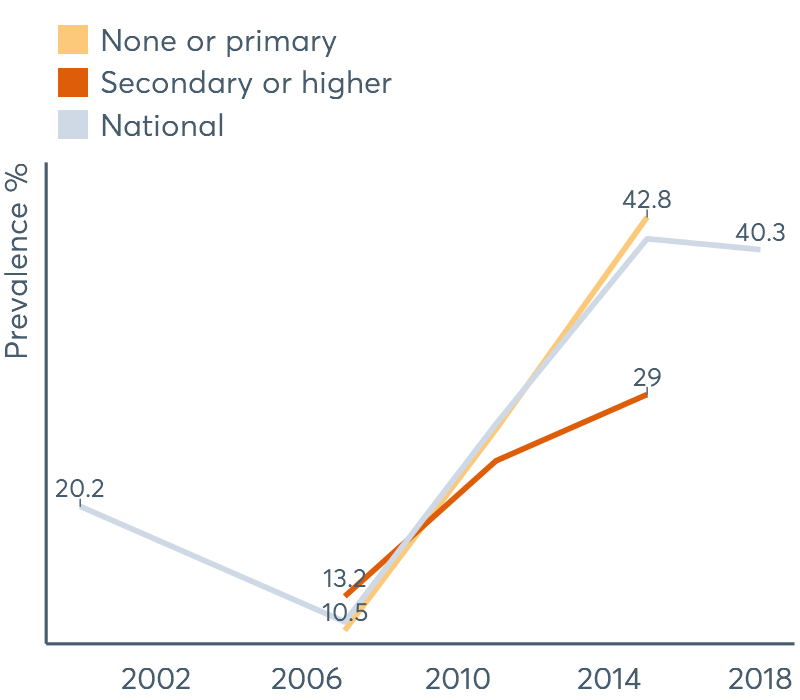 None or primary
Secondary or higher
National
Prevalence %
42.8
40.3
29
20.2
13.2
10.5
2002 2006 2010 2014 2018